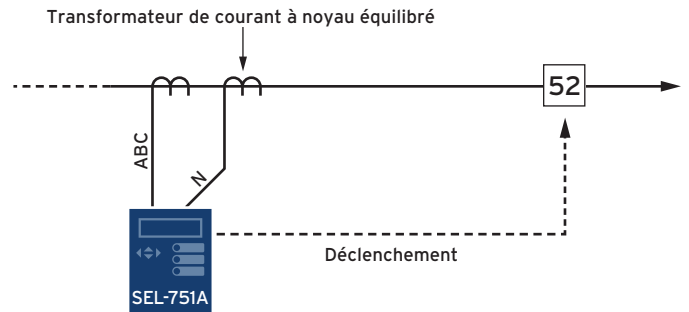 Transformateur de courant à noyau équilibré
52
ABC
N
Déclenchement
SEL-751A